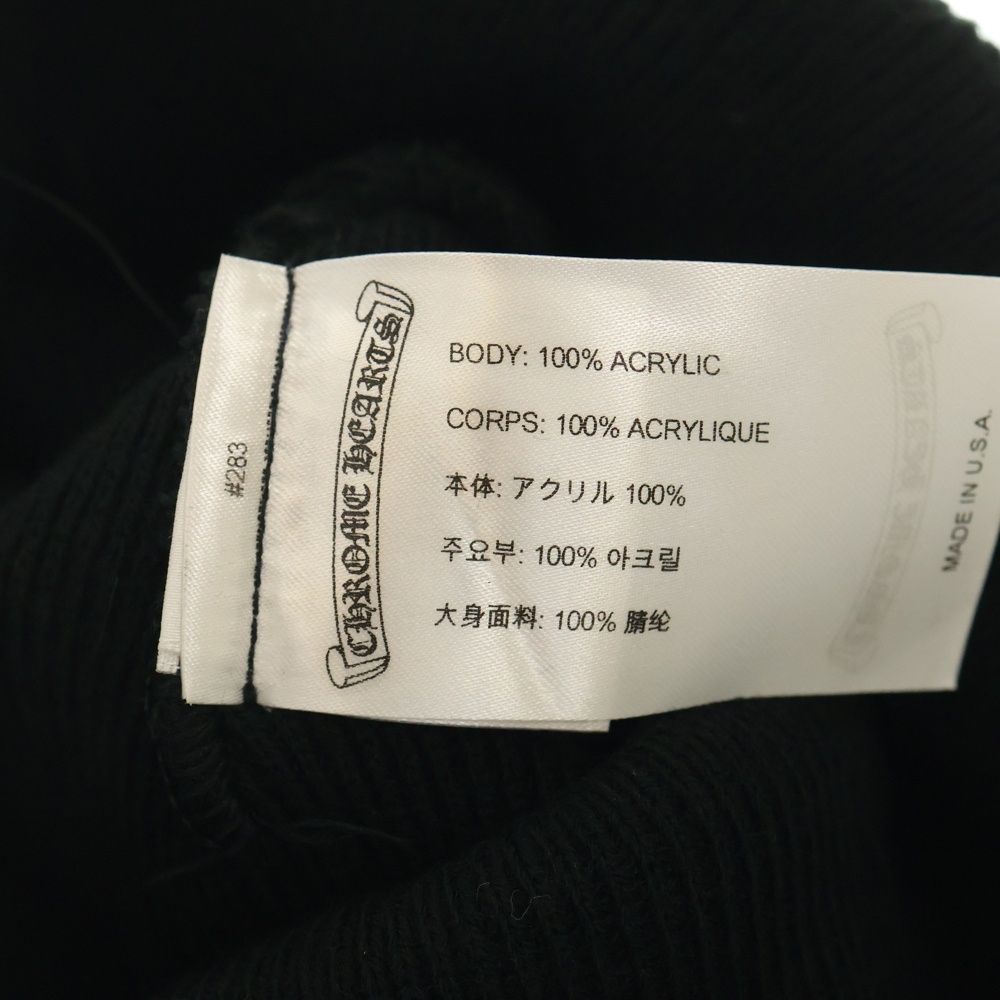 #283
CHROME HEARTS
BODY: 100% ACRYLIC
CORPS: 100% ACRYLIQUE
本体: アクリル 100%
주요부: 100% 아크릴
大身面料: 100% 腈纶
MADE IN U.S.A.